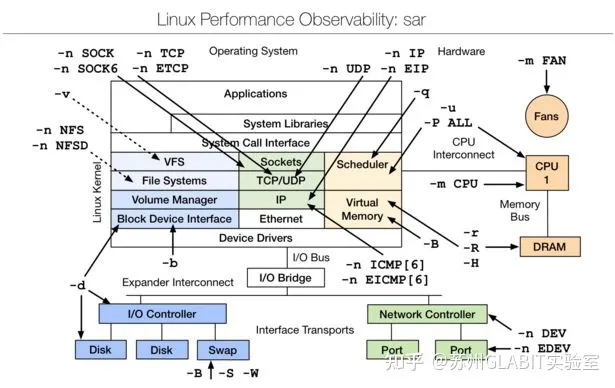 Linux Performance Observability: sar
-n SOCK
-n TCP
Operating System
-n IP
Hardware
-n SOCK6
-n ETCP
-n UDP
-n EIP
-m FAN
Applications
-v
System Libraries
-q
Fans
System Call Interface
-u
-P ALL
-n NFS
-n NFSD
VFS
Sockets
Scheduler
CPU
Interconnect
File Systems
TCP/UDP
CPU
1
Linux Kernel
Volume Manager
IP
Virtual
Memory
-m CPU
Memory
Bus
Block Device Interface
Ethernet
-r
-R
-H
DRAM
Device Drivers
-B
-b
I/O Bus
-n ICMP[6]
-n EICMP[6]
Expander Interconnect
I/O Bridge
-d
I/O Controller
Network Controller
Interface Transports
-n DEV
-n EDEV
Disk
Disk
Swap
Port
Port
-B -S -W
知乎 @苏州GLABIT实验室